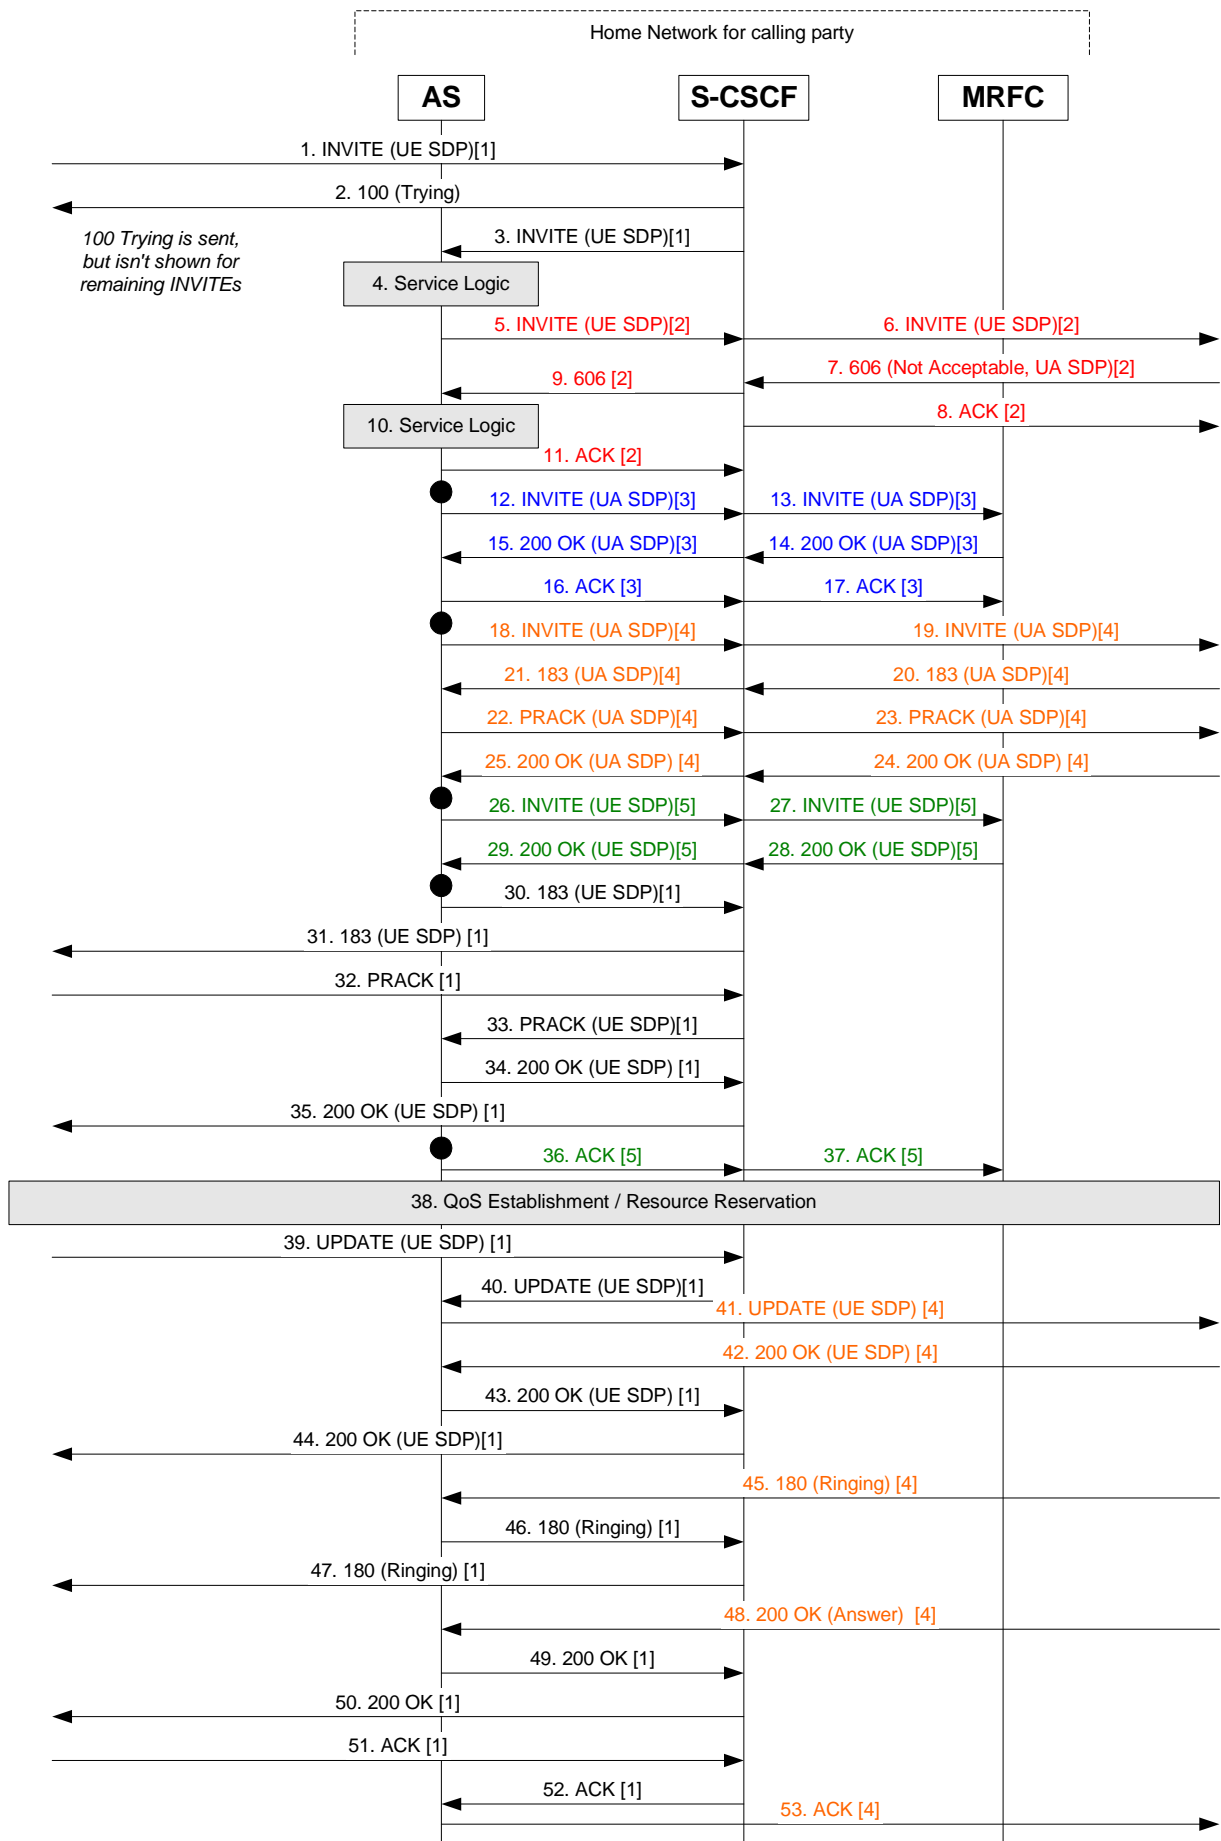 Home Network for calling party
AS
S-CSCF
MRFC
1. INVITE (UE SDP)[1]
2. 100 (Trying)
100 Trying is sent,
but isn't shown for
remaining INVITEs
3. INVITE (UE SDP)[1]
4. Service Logic
5. INVITE (UE SDP)[2]
6. INVITE (UE SDP)[2]
7. 606 (Not Acceptable, UA SDP)[2]
9. 606 [2]
8. ACK [2]
10. Service Logic
11. ACK [2]
12. INVITE (UA SDP)[3]
13. INVITE (UA SDP)[3]
15. 200 OK (UA SDP)[3]
14. 200 OK (UA SDP)[3]
16. ACK [3]
17. ACK [3]
18. INVITE (UA SDP)[4]
19. INVITE (UA SDP)[4]
21. 183 (UA SDP)[4]
20. 183 (UA SDP)[4]
22. PRACK (UA SDP)[4]
23. PRACK (UA SDP)[4]
25. 200 OK (UA SDP) [4]
24. 200 OK (UA SDP) [4]
26. INVITE (UE SDP)[5]
27. INVITE (UE SDP)[5]
29. 200 OK (UE SDP)[5]
28. 200 OK (UE SDP)[5]
30. 183 (UE SDP)[1]
31. 183 (UE SDP) [1]
32. PRACK [1]
33. PRACK (UE SDP)[1]
34. 200 OK (UE SDP) [1]
35. 200 OK (UE SDP) [1]
36. ACK [5]
37. ACK [5]
38. QoS Establishment / Resource Reservation
39. UPDATE (UE SDP) [1]
40. UPDATE (UE SDP)[1]
41. UPDATE (UE SDP) [4]
42. 200 OK (UE SDP) [4]
43. 200 OK (UE SDP) [1]
44. 200 OK (UE SDP)[1]
45. 180 (Ringing) [4]
46. 180 (Ringing) [1]
47. 180 (Ringing) [1]
48. 200 OK (Answer) [4]
49. 200 OK [1]
50. 200 OK [1]
51. ACK [1]
52. ACK [1]
53. ACK [4]